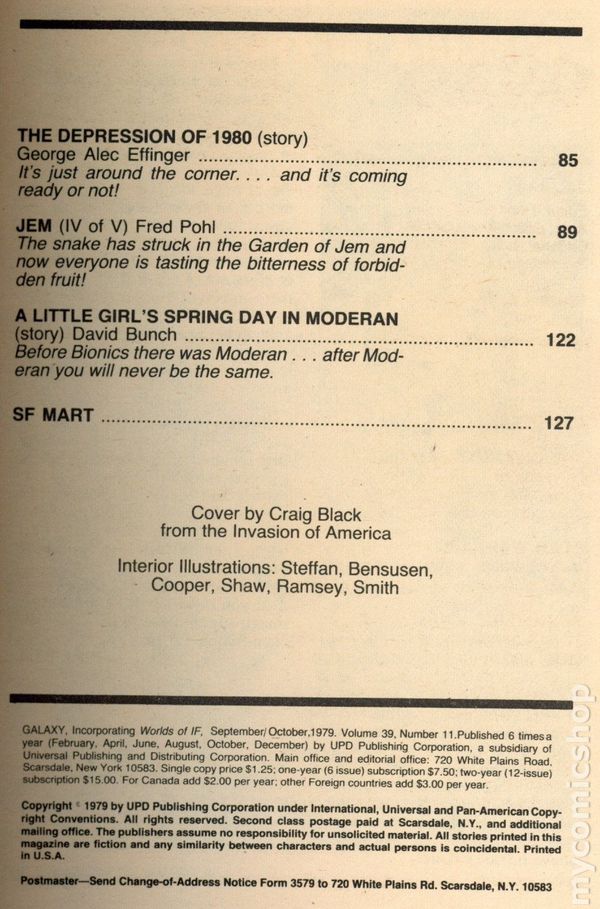 THE DEPRESSION OF 1980 (story)
George Alec Effinger ........................................................ 85
It's just around the corner. . . . and it's coming
ready or not!
JEM (IV of V) Fred Pohl ........................................................ 89
The snake has struck in the Garden of Jem and
now everyone is tasting the bitterness of forbid-
den fruit!
A LITTLE GIRL'S SPRING DAY IN MODERAN
(story) David Bunch ........................................................ 122
Before Bionics there was Moderan . . . after Mod-
eran you will never be the same.
SF MART ........................................................ 127
Cover by Craig Black
from the Invasion of America
Interior Illustrations: Steffan, Bensusen,
Cooper, Shaw, Ramsey, Smith
GALAXY, Incorporating Worlds of IF, September/October,1979. Volume 39, Number 11.Published 6 times a
year (February, April, June, August, October, December) by UPD Publishing Corporation, a subsidiary of
Universal Publishing and Distributing Corporation. Main office and editorial office: 720 White Plains Road,
Scarsdale, New York 10583. Single copy price $1.25; one-year (6 issue) subscription $7.50; two-year (12-issue)
subscription $15.00. For Canada add $2.00 per year; other Foreign countries add $3.00 per year.
Copyright © 1979 by UPD Publishing Corporation under International, Universal and Pan-American Copy-
right Conventions. All rights reserved. Second class postage paid at Scarsdale, N.Y., and additional
mailing office. The publishers assume no responsibility for unsolicited material. All stories printed in this
magazine are fiction and any similarity between characters and actual persons is coincidental. Printed
in U.S.A.
Postmaster—Send Change-of-Address Notice Form 3579 to 720 White Plains Rd. Scarsdale, N.Y. 10583
mycomicshop